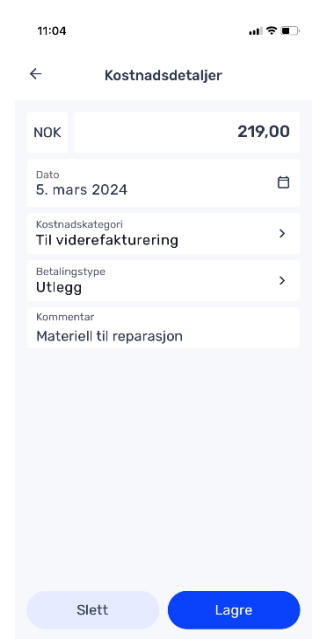 11:04
Kostnadsdetaljer
NOK 219,00
Dato
5. mars 2024
Kostnadskategori
Til viderefakturering
Betalingstype
Utlegg
Kommentar
Materiell til reparasjon
Slett Lagre